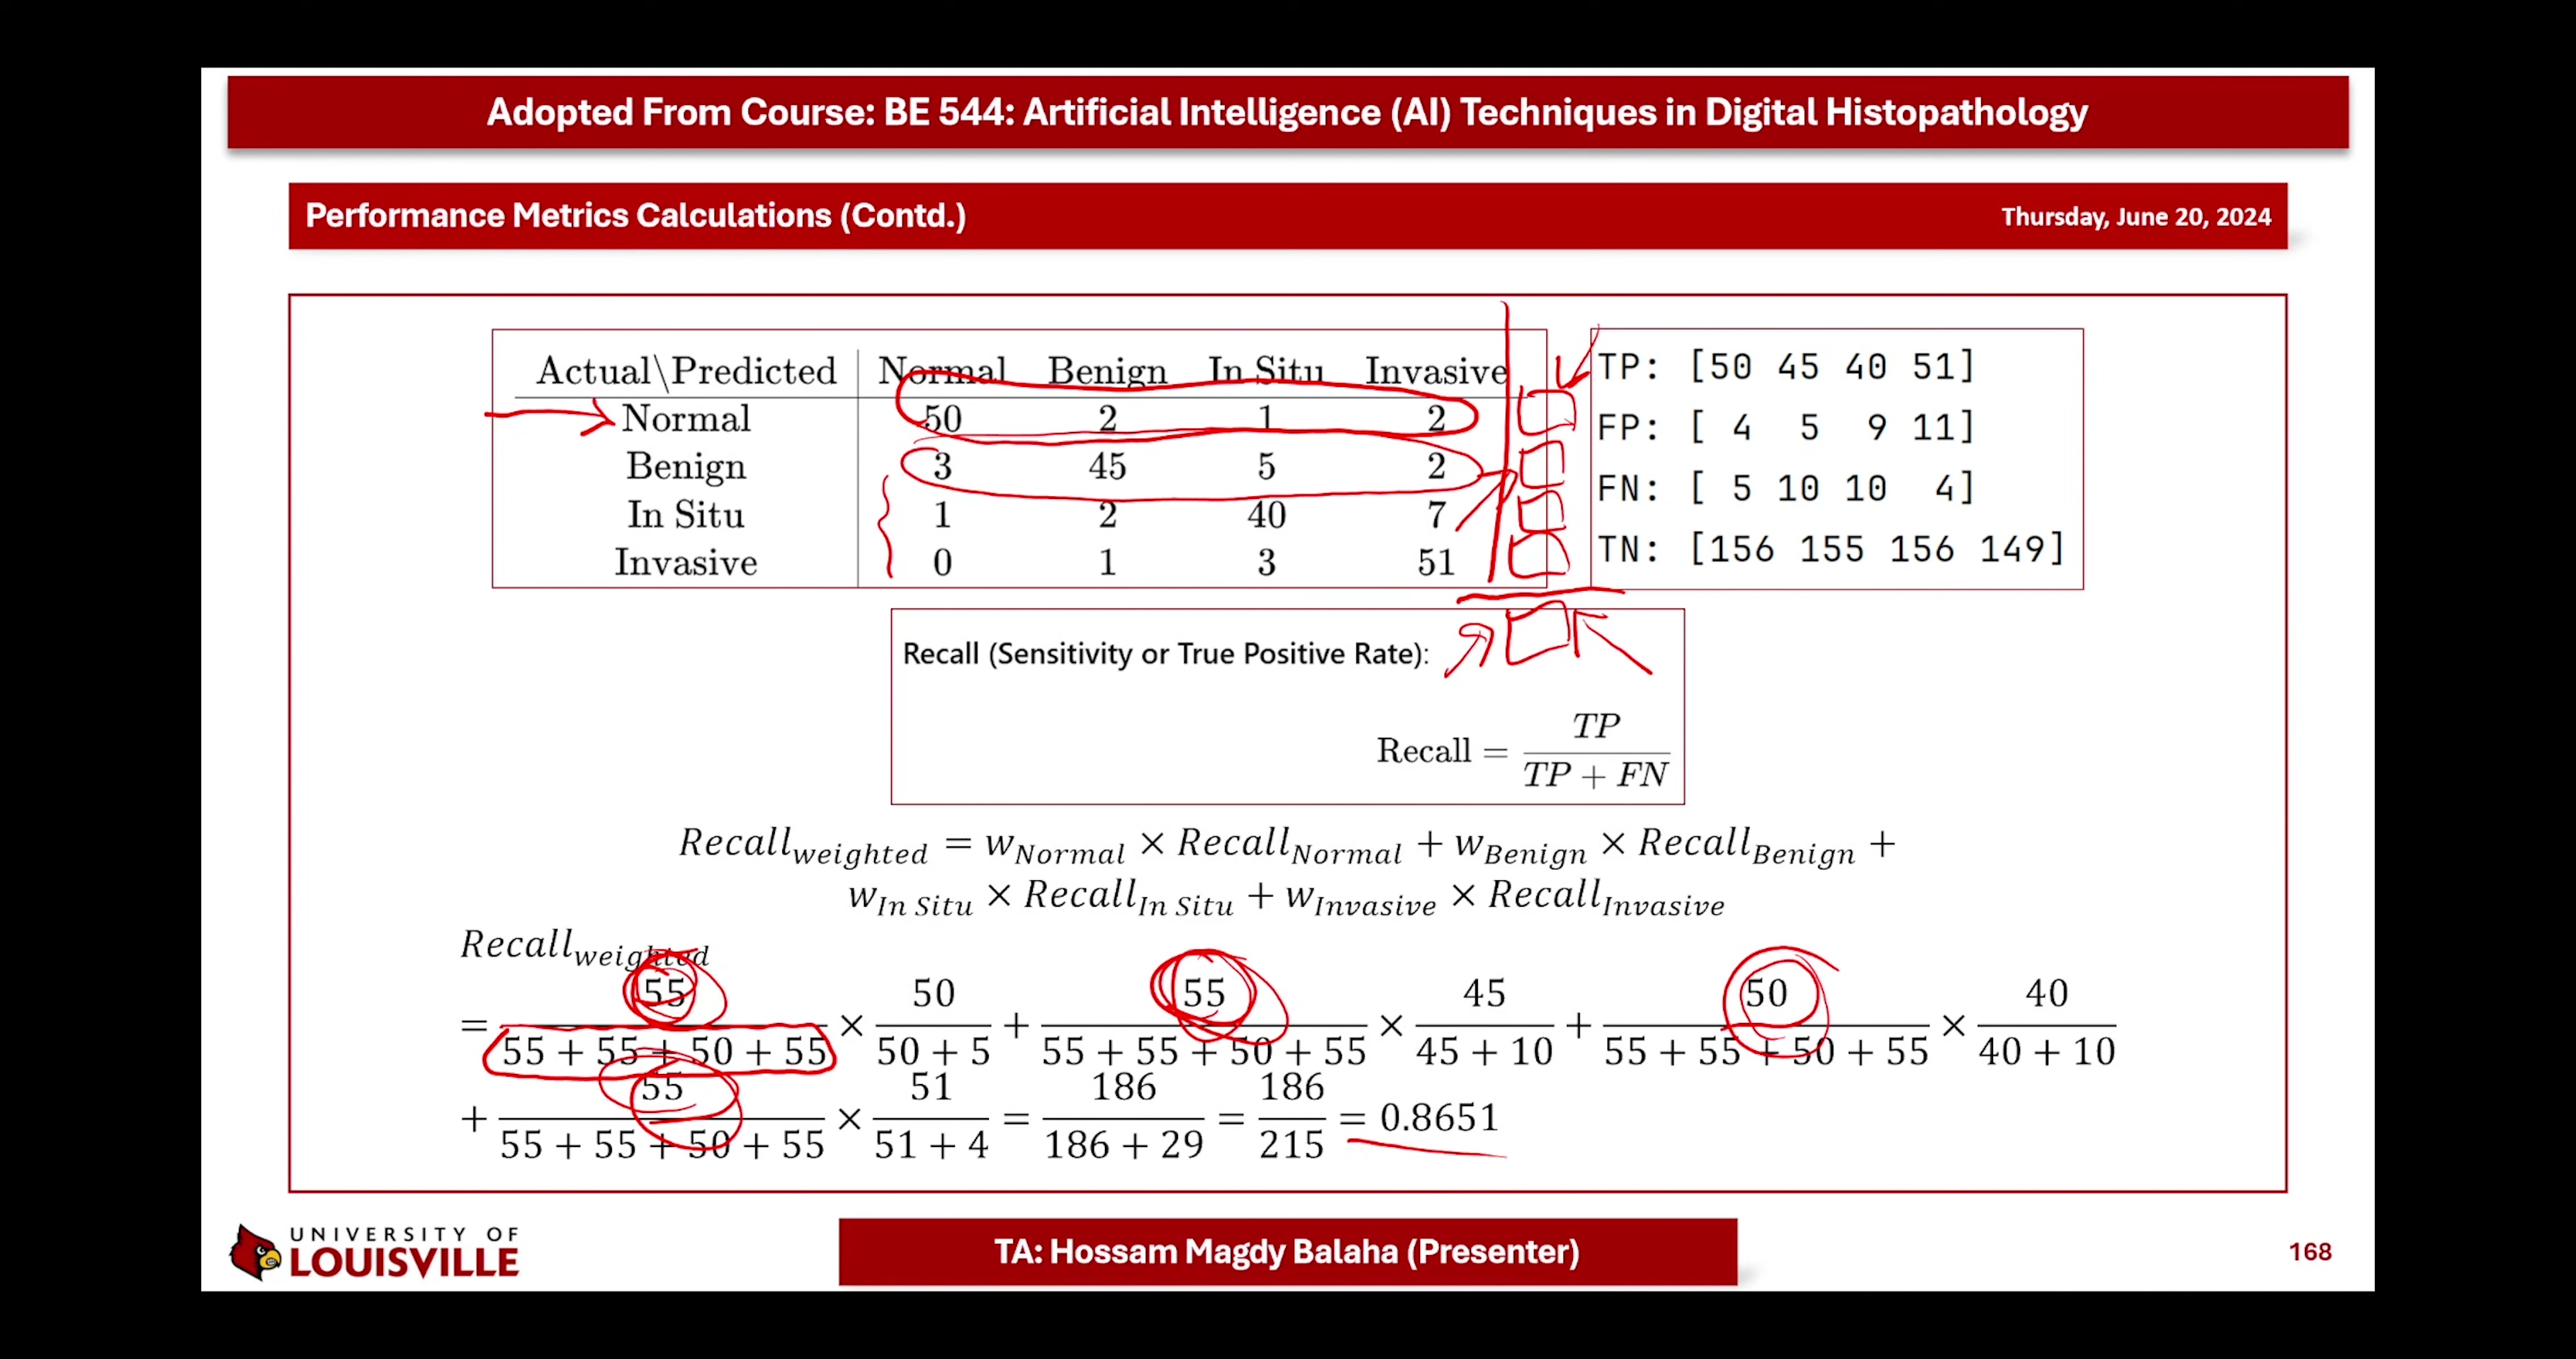 Adopted From Course: BE 544: Artificial Intelligence (AI) Techniques in Digital Histopathology
Performance Metrics Calculations (Contd.)
Thursday, June 20, 2024
Actual\Predicted Normal Benign In Situ Invasive
Normal 50 2 1 2
Benign 3 45 5 2
In Situ 1 2 40 7
Invasive 0 1 3 51
TP: [50 45 40 51]
FP: [ 4 5 9 11]
FN: [ 5 10 10 4]
TN: [156 155 156 149]
Recall (Sensitivity or True Positive Rate):
Recall = TP / TP + FN
Recall_weighted = w_Normal × Recall_Normal + w_Benign × Recall_Benign +
w_In Situ × Recall_In Situ + w_Invasive × Recall_Invasive
Recall_weighted
= 55 / 55 + 55 + 50 + 55 × 50 / 50 + 5 + 55 / 55 + 55 + 50 + 55 × 45 / 45 + 10 + 50 / 55 + 55 + 50 + 55 × 40 / 40 + 10
+ 55 / 55 + 55 + 50 + 55 × 51 / 51 + 4 = 186 / 186 + 29 = 186 / 215 = 0.8651
UNIVERSITY OF
LOUISVILLE
TA: Hossam Magdy Balaha (Presenter)
168